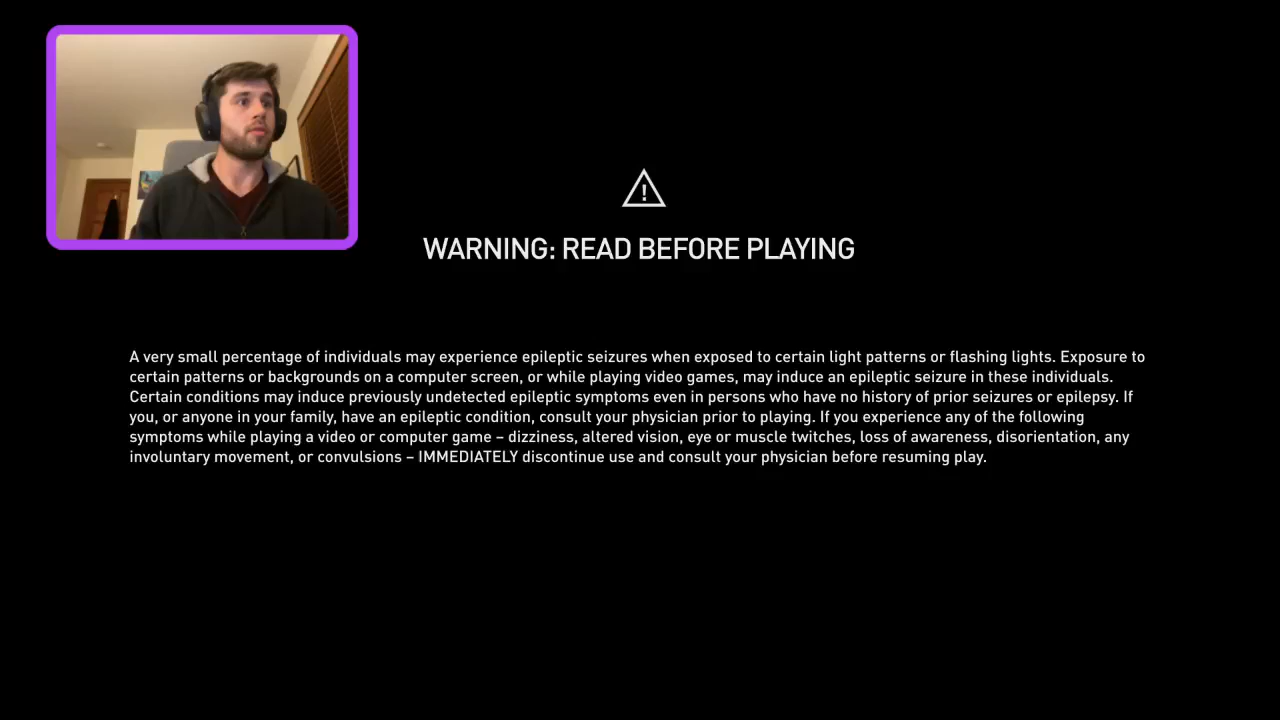 WARNING: READ BEFORE PLAYING
A very small percentage of individuals may experience epileptic seizures when exposed to certain light patterns or flashing lights. Exposure to
certain patterns or backgrounds on a computer screen, or while playing video games, may induce an epileptic seizure in these individuals.
Certain conditions may induce previously undetected epileptic symptoms even in persons who have no history of prior seizures or epilepsy. If
you, or anyone in your family, have an epileptic condition, consult your physician prior to playing. If you experience any of the following
symptoms while playing a video or computer game – dizziness, altered vision, eye or muscle twitches, loss of awareness, disorientation, any
involuntary movement, or convulsions – IMMEDIATELY discontinue use and consult your physician before resuming play.